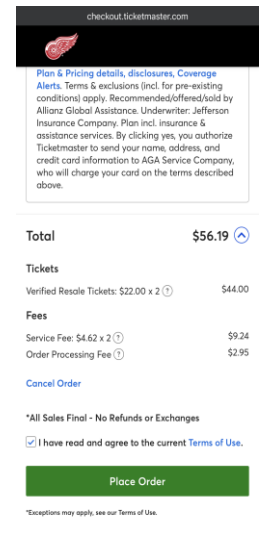 checkout.ticketmaster.com
Plan & Pricing details, disclosures, Coverage
Alerts. Terms & exclusions (incl. for pre-existing
conditions) apply. Recommended/offered/sold by
Allianz Global Assistance. Underwriter: Jefferson
Insurance Company. Plan incl. insurance &
assistance services. By clicking yes, you authorize
Ticketmaster to send your name, address, and
credit card information to AGA Service Company,
who will charge your card on the terms described
above.
Total $56.19
Tickets
Verified Resale Tickets: $22.00 x 2 ? $44.00
Fees
Service Fee: $4.62 x 2 ? $9.24
Order Processing Fee ? $2.95
Cancel Order
*All Sales Final - No Refunds or Exchanges
I have read and agree to the current Terms of Use.
Place Order
*Exceptions may apply, see our Terms of Use.